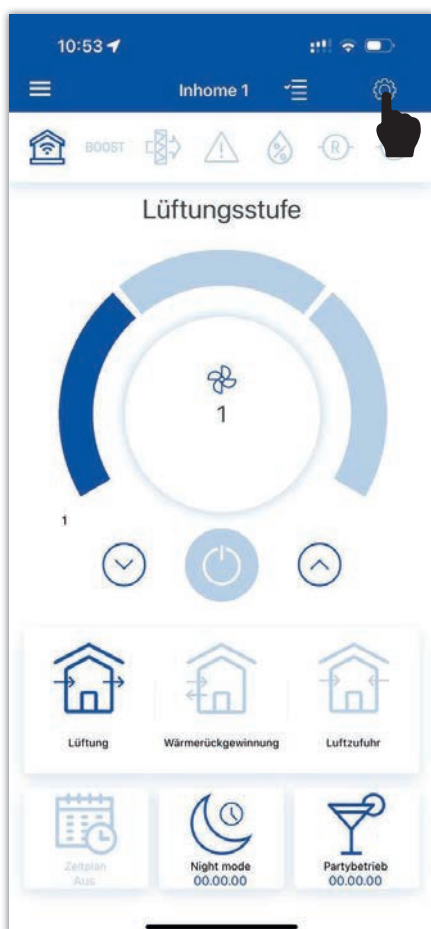 10:53
Inhome 1
BOOST
%
R
Lüftungsstufe
1
1
Lüftung
Wärmerückgewinnung
Luftzufuhr
Zeitplan
Aus
Night mode
00.00.00
Partybetrieb
00.00.00